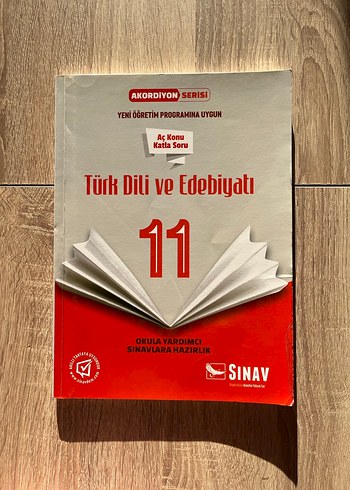 AKORDİYON SERİSİ
YENİ ÖĞRETİM PROGRAMINA UYGUN
Aç Konu
Katla Soru
Türk Dili ve Edebiyatı
11
OKULA YARDIMCI
SINAVLARA HAZIRLIK
SINAV